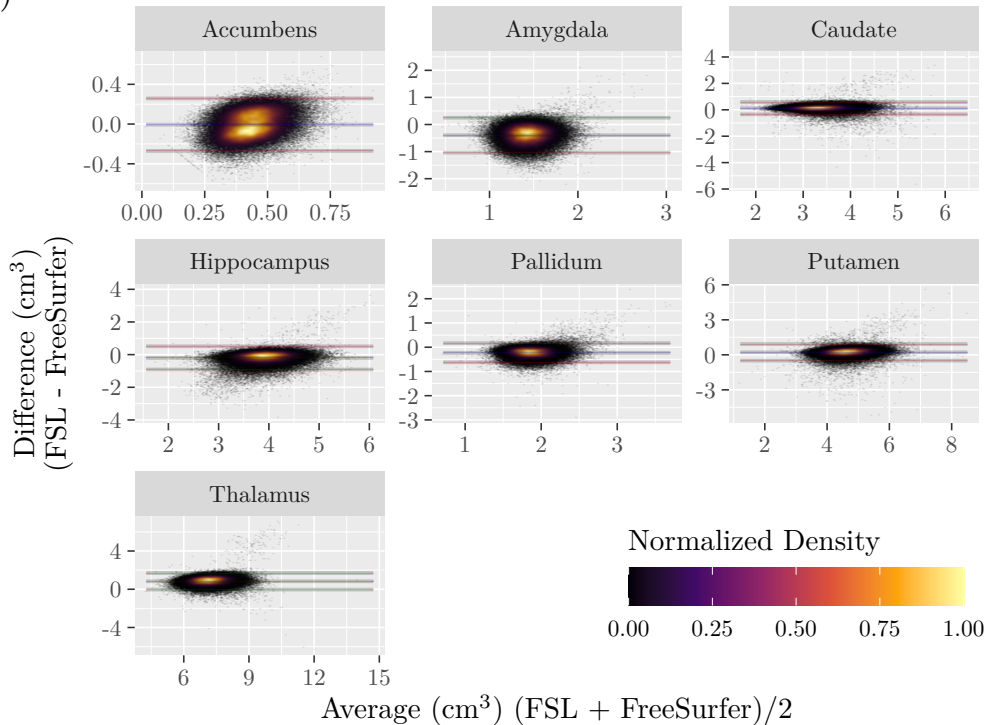 )
Accumbens
Amygdala
Caudate
0.4
0.0
-0.4
0.00 0.25 0.50 0.75
2
1
0
-1
-2
1 2 3
4
2
0
-2
-4
-6
2 3 4 5 6
Difference (cm³)
(FSL - FreeSurfer)
Hippocampus
Pallidum
Putamen
4
2
0
-2
-4
2 3 4 5 6
2
1
0
-1
-2
-3
1 2 3
6
3
0
-3
2 4 6 8
Thalamus
4
0
-4
6 9 12 15
Normalized Density
0.00 0.25 0.50 0.75 1.00
Average (cm³) (FSL + FreeSurfer)/2